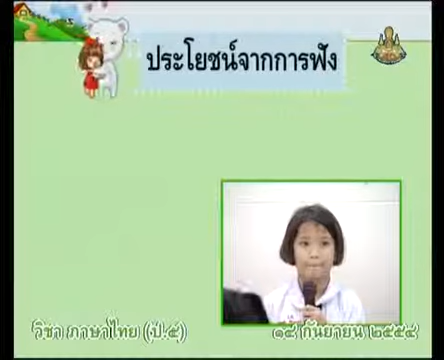 ประโยชน์จากการฟัง
วิชา ภาษาไทย (ป.๕)
๑๔ กันยายน ๒๕๕๔